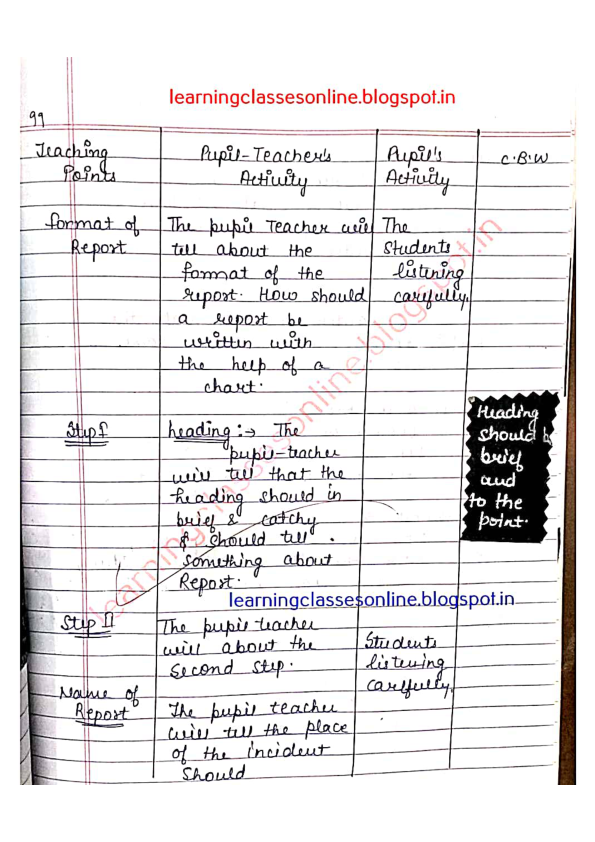 learningclassesonline.blogspot.in
99
Teaching Points
Pupil-Teacher's Activity
Pupil's Activity
C.B.W
Format of Report
The pupil Teacher will
tell about the
format of the
report. How should
a report be
written with
the help of a
chart.
The
Students
listening
carefully.
Step I
heading :→ The
pupil-teacher
will tell that the
heading should in
brief & catchy
& should tell
something about
Report.
Heading
should b
brief
and
to the
point.
learningclassesonline.blogspot.in
learningclassesonline.blogspot.in
Step II
The pupil teacher
will about the
Second step.
Students
listening
carefully.
Name of
Report
The pupil teacher
will tell the place
of the incident
Should